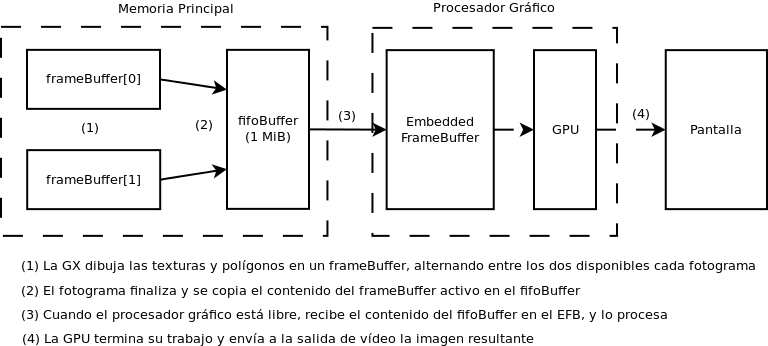 Memoria Principal
Procesador Gráfico
frameBuffer[0]
(1)
frameBuffer[1]
(2)
fifoBuffer
(1 MiB)
(3)
Embedded
FrameBuffer
GPU
(4)
Pantalla
(1) La GX dibuja las texturas y polígonos en un frameBuffer, alternando entre los dos disponibles cada fotograma
(2) El fotograma finaliza y se copia el contenido del frameBuffer activo en el fifoBuffer
(3) Cuando el procesador gráfico está libre, recibe el contenido del fifoBuffer en el EFB, y lo procesa
(4) La GPU termina su trabajo y envía a la salida de vídeo la imagen resultante